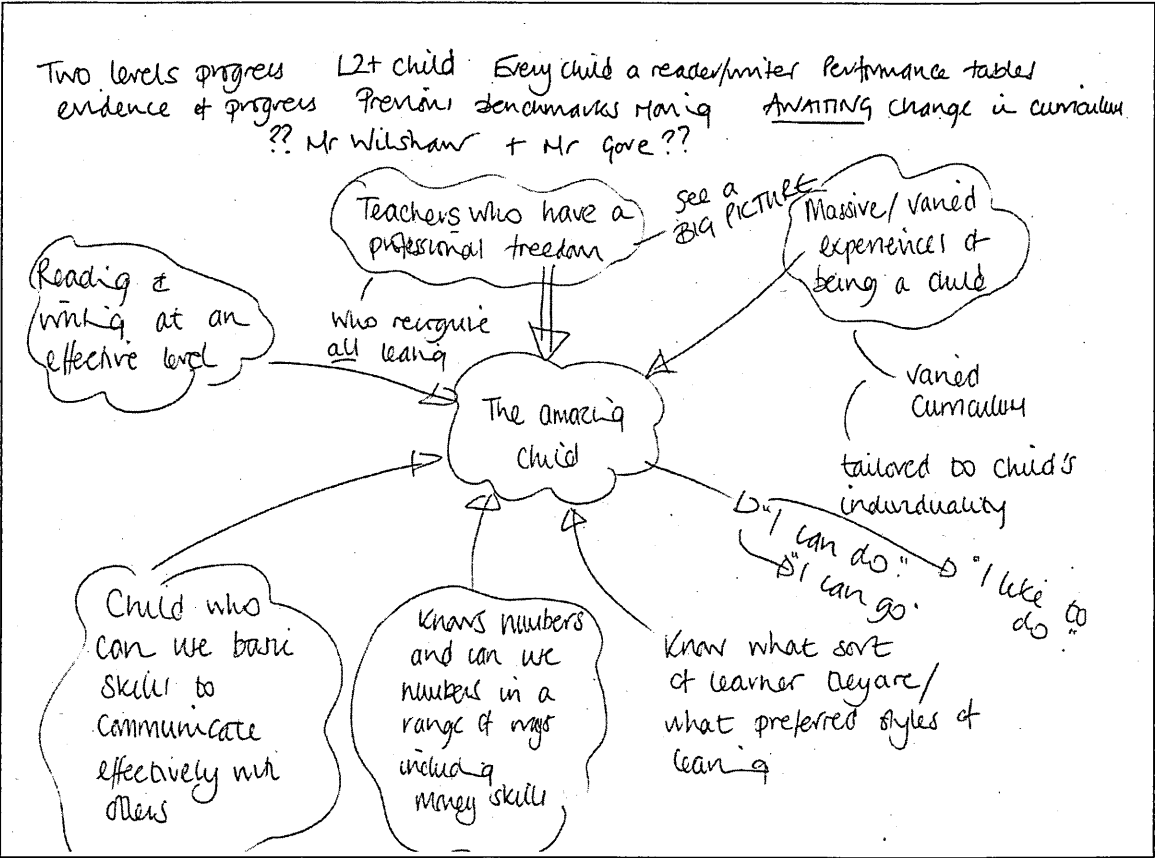 Two levels progress L2+ child Every child a reader/writer Performance tables
evidence of progress Previous benchmarks moving AWAITING change in curriculum
?? Mr Wilshaw + Mr Gove ??
Teachers who have a
professional freedom
see a
BIG PICTURE
Massive/varied
experiences of
being a child
Reading &
writing at an
effective level
who recognise
all learning
varied
curriculum
tailored to child's
individuality
The amazing
child
"I can do"
"I can go"
"I like to
do"
Child who
can use basic
skills to
communicate
effectively with
others
Knows numbers
and can use
numbers in a
range of ways
including
money skills
Know what sort
of learner they are/
what preferred styles of
learning